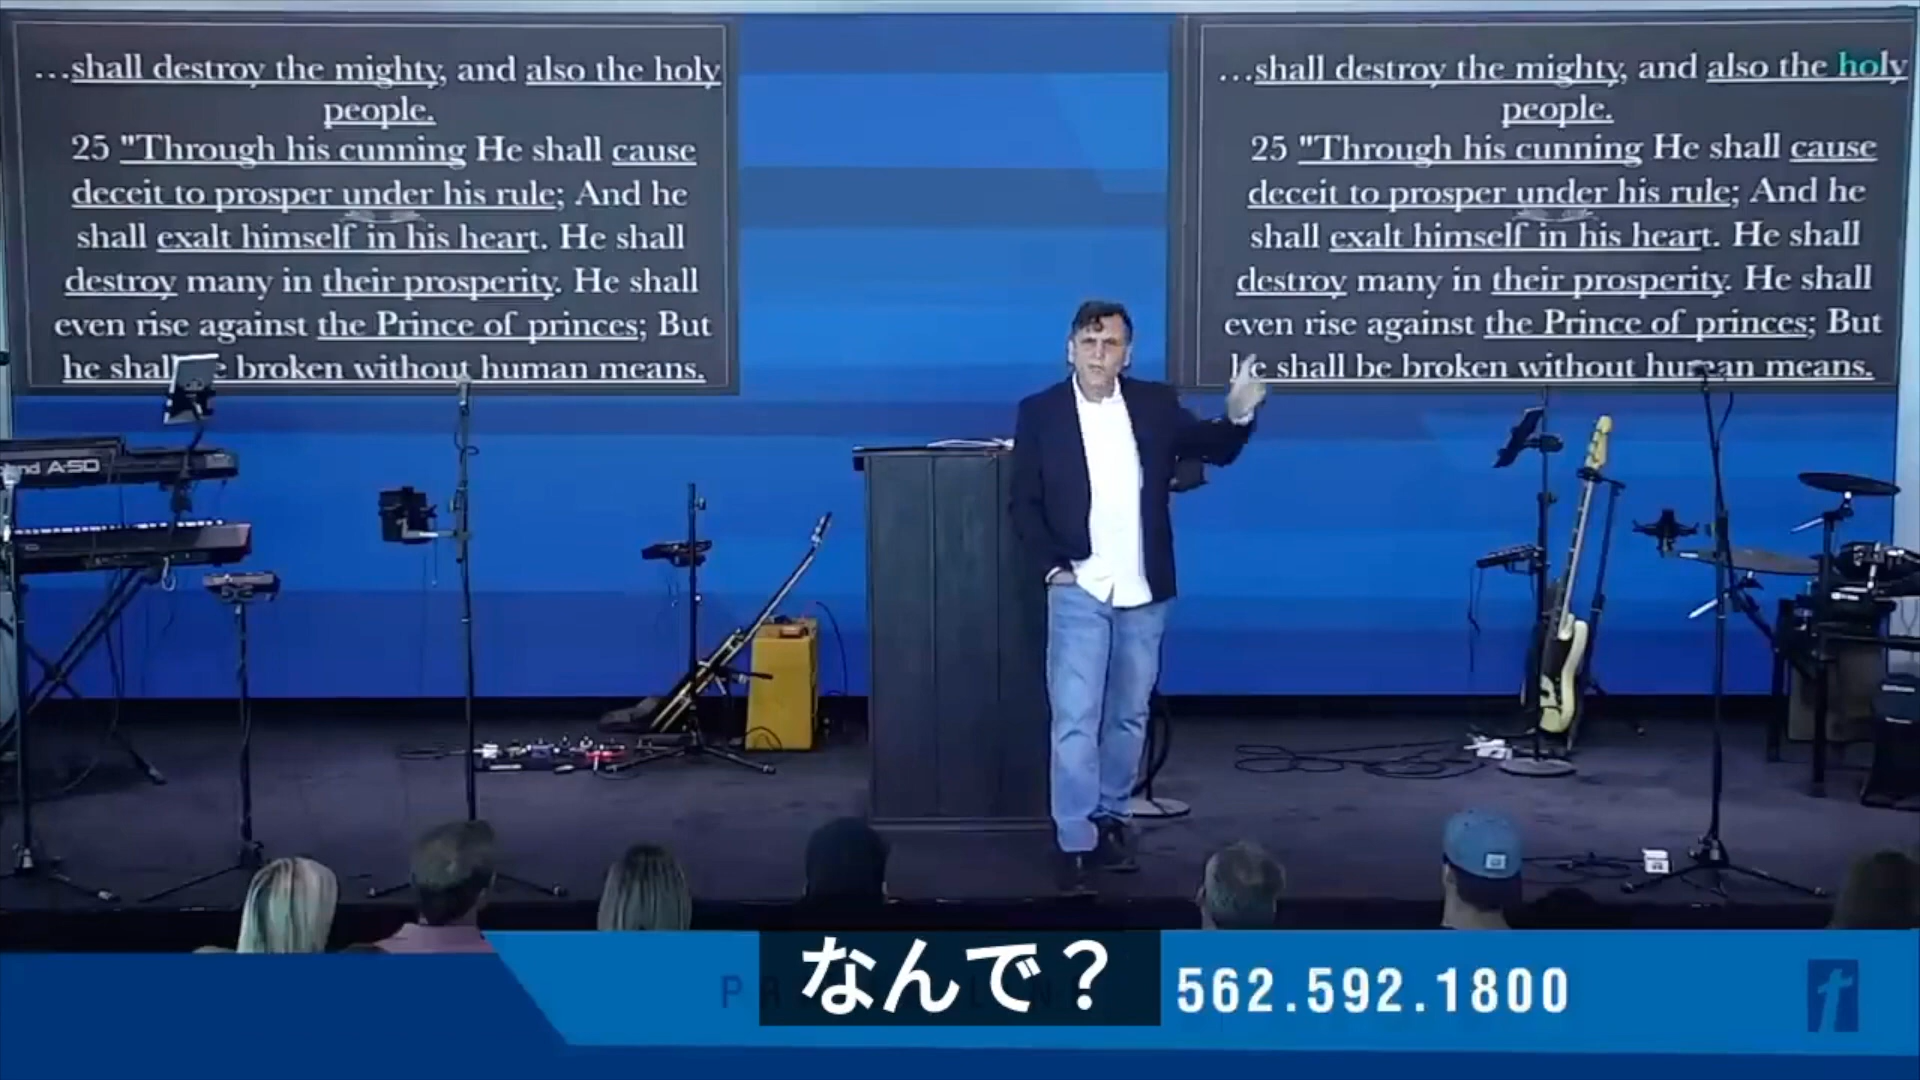 …shall destroy the mighty, and also the holy
people.
25 "Through his cunning He shall cause
deceit to prosper under his rule; And he
shall exalt himself in his heart. He shall
destroy many in their prosperity. He shall
even rise against the Prince of princes; But
he shall be broken without human means.
…shall destroy the mighty, and also the holy
people.
25 "Through his cunning He shall cause
deceit to prosper under his rule; And he
shall exalt himself in his heart. He shall
destroy many in their prosperity. He shall
even rise against the Prince of princes; But
he shall be broken without human means.
A-50
なんで？
562.592.1800